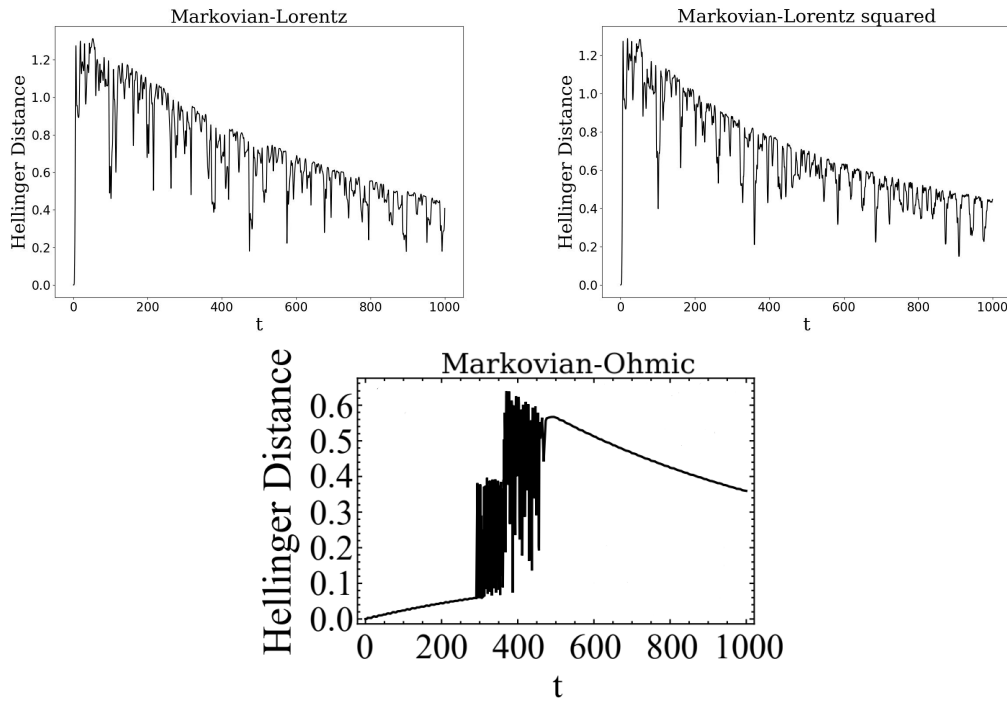 Markovian-Lorentz
Hellinger Distance
1.2
1.0
0.8
0.6
0.4
0.2
0.0
0 200 400 600 800 1000
t
Markovian-Lorentz squared
Hellinger Distance
1.2
1.0
0.8
0.6
0.4
0.2
0.0
0 200 400 600 800 1000
t
Markovian-Ohmic
Hellinger Distance
0.6
0.5
0.4
0.3
0.2
0.1
0.0
0 200 400 600 800 1000
t